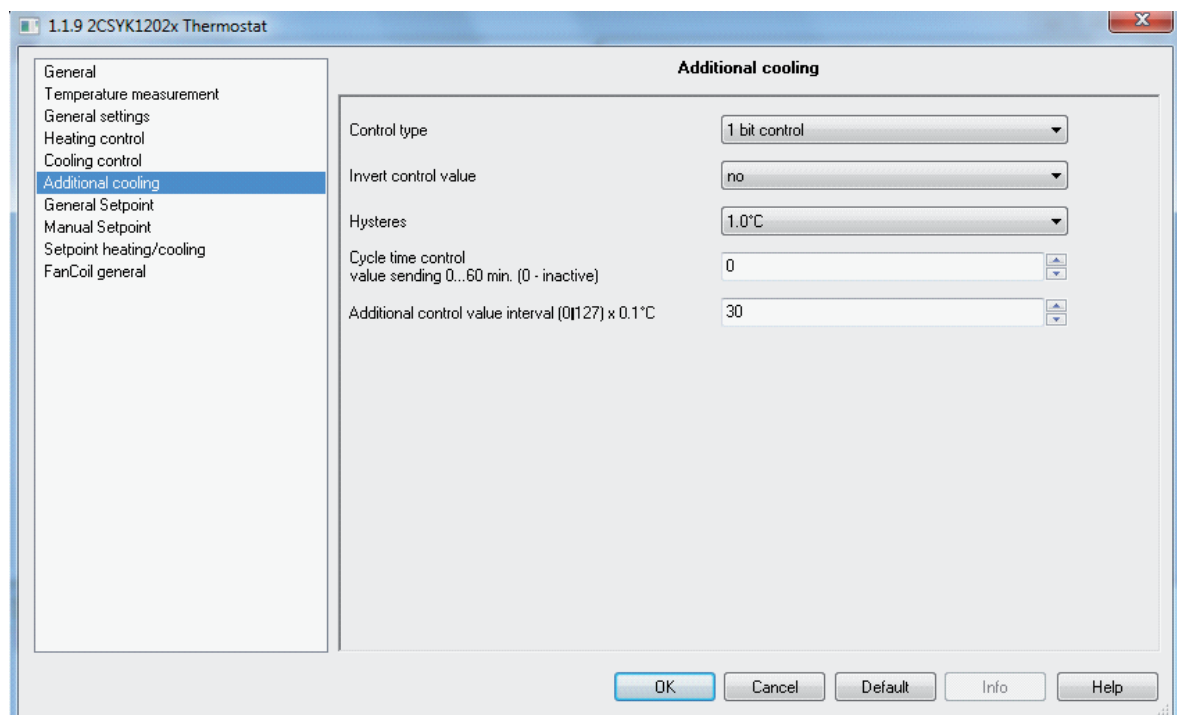 1.1.9 2CSYK1202x Thermostat
General
Temperature measurement
General settings
Heating control
Cooling control
Additional cooling
General Setpoint
Manual Setpoint
Setpoint heating/cooling
FanCoil general
Additional cooling
Control type
1 bit control
Invert control value
no
Hysteres
1.0°C
Cycle time control
value sending 0...60 min. (0 - inactive)
0
Additional control value interval (0‖127) x 0.1°C
30
OK
Cancel
Default
Info
Help